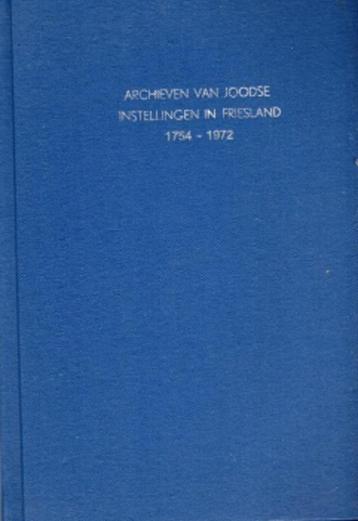 ARCHIEVEN VAN JOODSE
INSTELLINGEN IN FRIESLAND
1754 - 1972